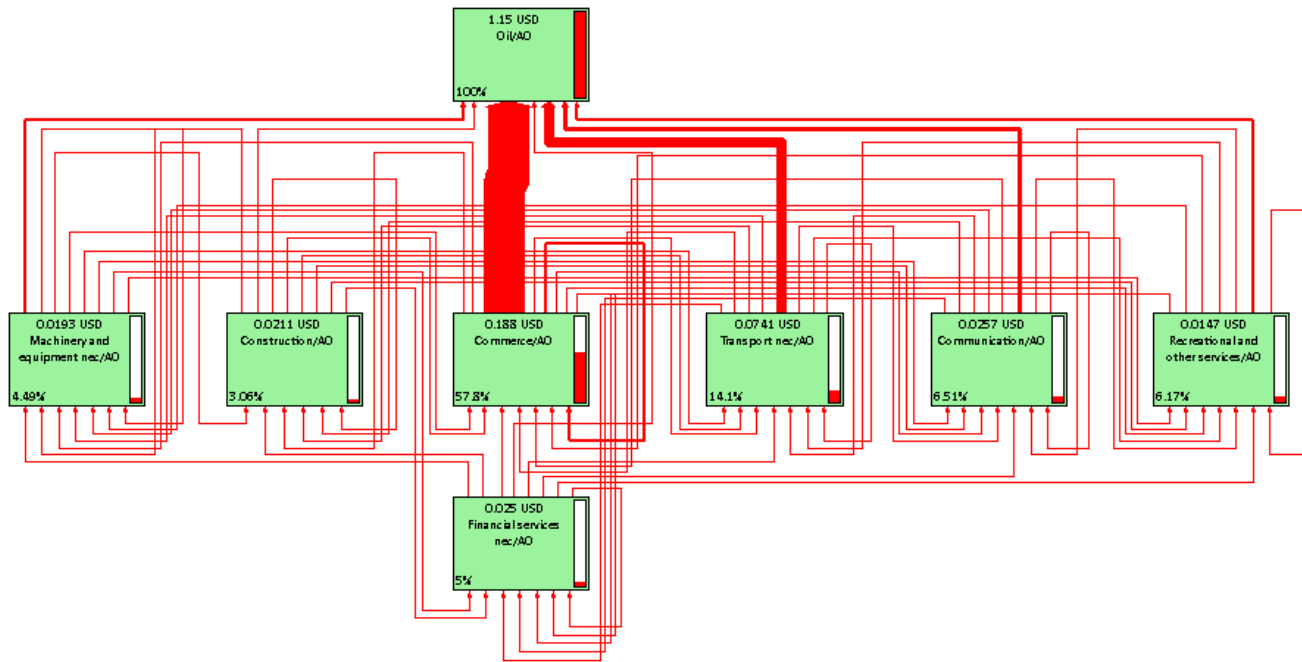 1.15 USD
Oil/AO
100%
0.0193 USD
Machinery and
equipment nec/AO
4.49%
0.0211 USD
Construction/AO
3.06%
0.188 USD
Commerce/AO
57.8%
0.0741 USD
Transport nec/AO
14.1%
0.0257 USD
Communication/AO
6.51%
0.0147 USD
Recreational and
other services/AO
6.17%
0.025 USD
Financial services
nec/AO
5%